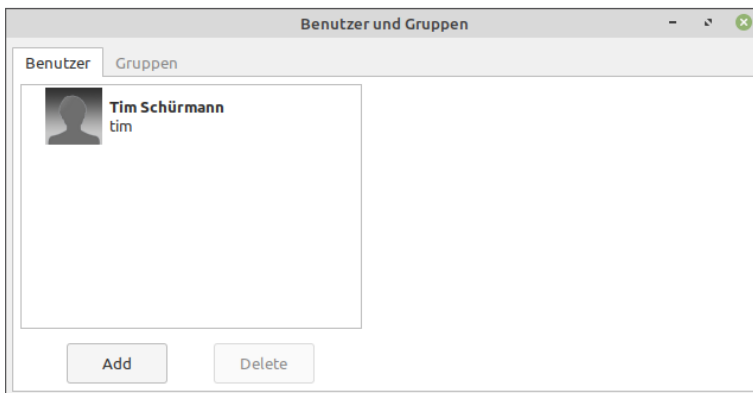 Benutzer und Gruppen
Benutzer Gruppen
Tim Schürmann
tim
Add Delete